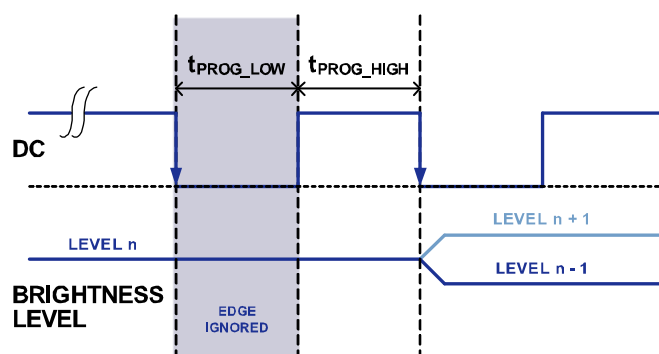 tPROG_LOW tPROG_HIGH
DC
LEVEL n + 1
LEVEL n
LEVEL n - 1
BRIGHTNESS
LEVEL
EDGE
IGNORED